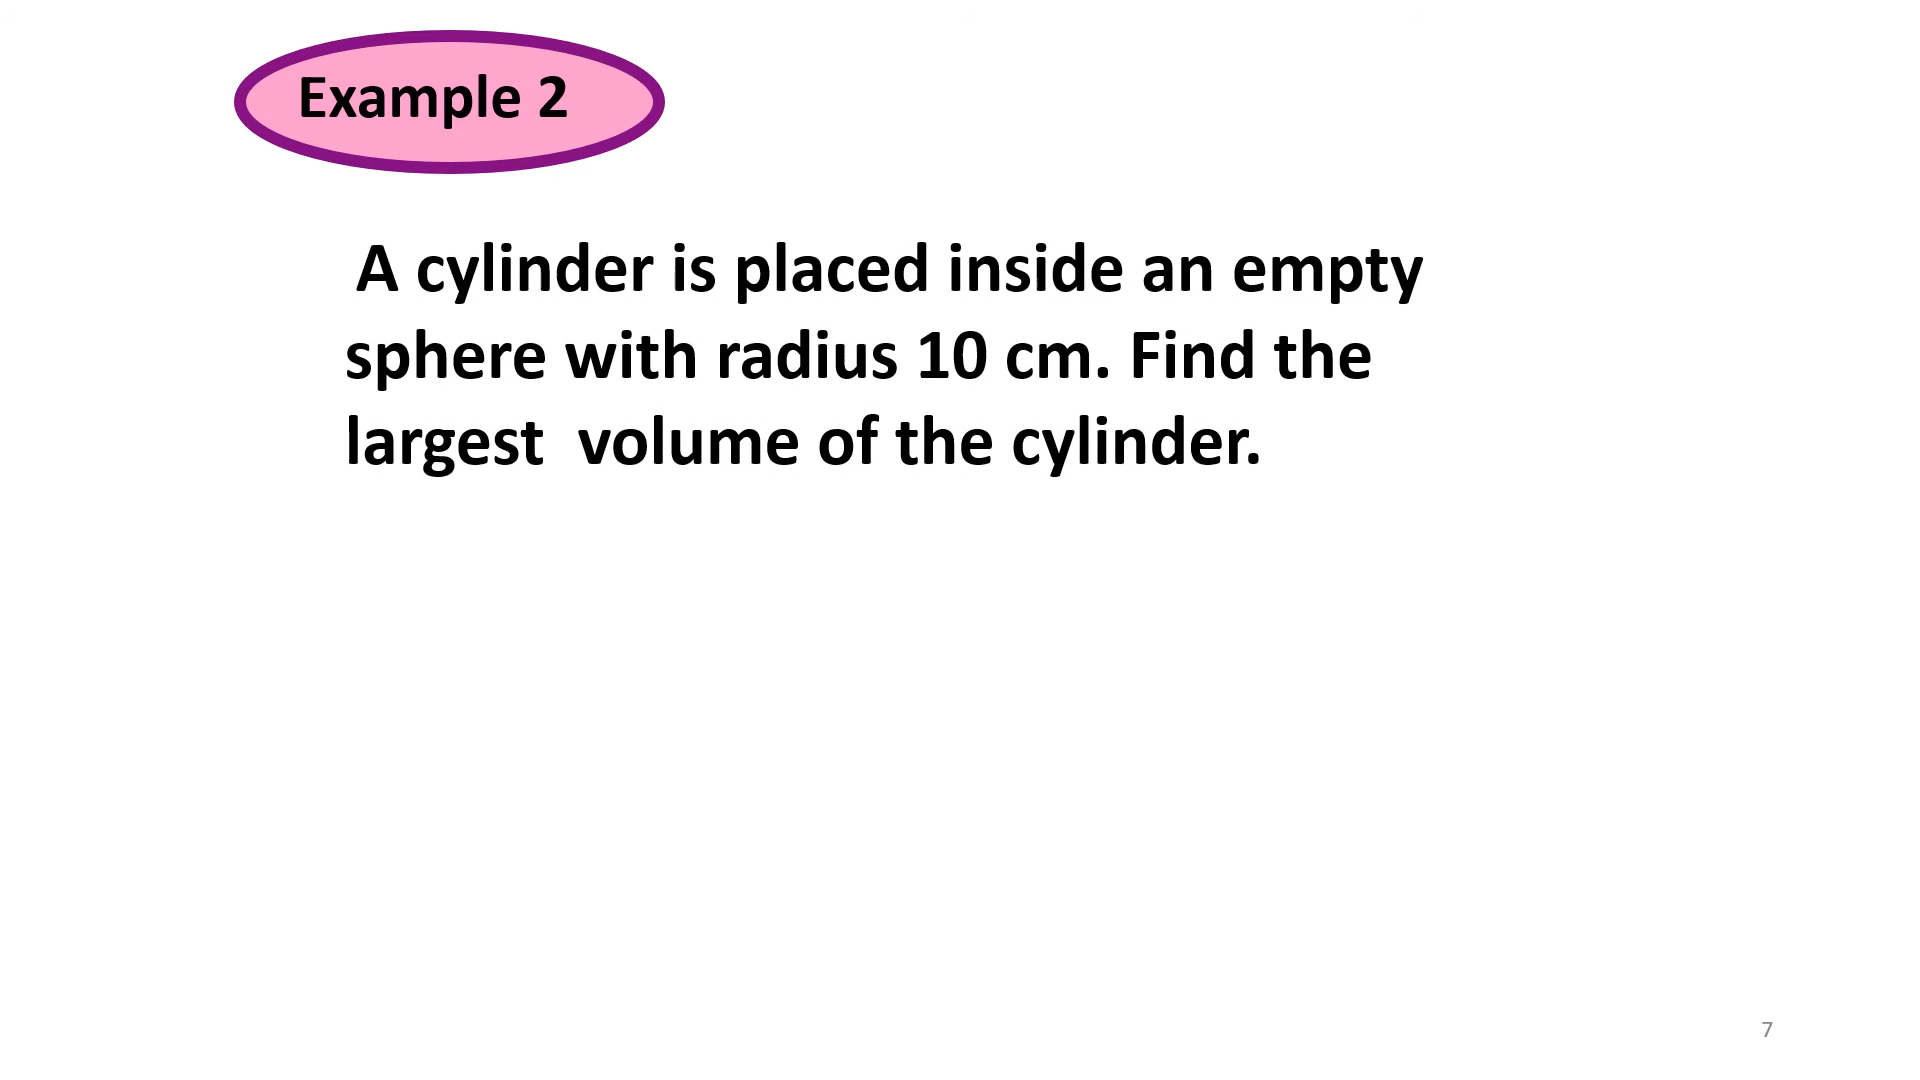 Example 2
A cylinder is placed inside an empty
sphere with radius 10 cm. Find the
largest  volume of the cylinder.
7